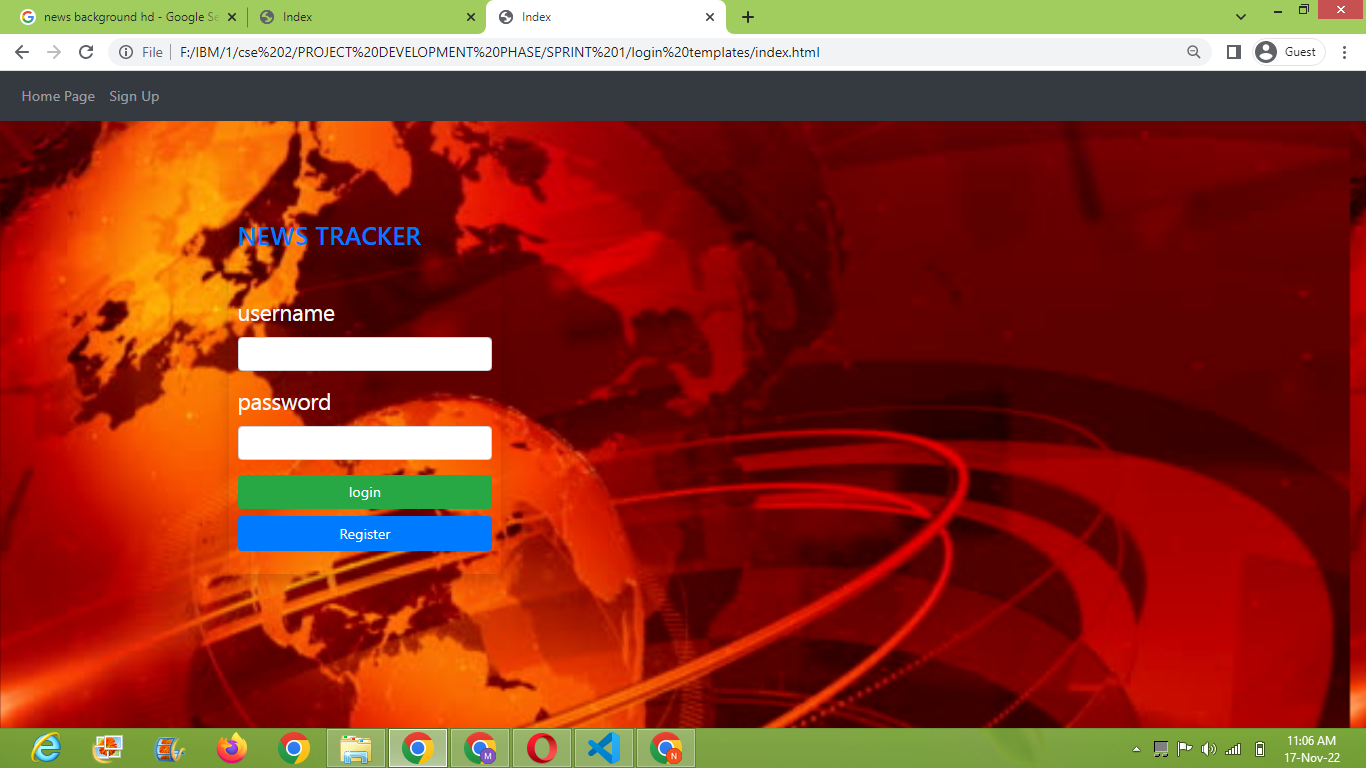 news background hd - Google Se
Index
Index
File
F:/IBM/1/cse%202/PROJECT%20DEVELOPMENT%20PHASE/SPRINT%201/login%20templates/index.html
Guest
Home Page
Sign Up
NEWS TRACKER
username
password
login
Register
M
N
11:06 AM
17-Nov-22